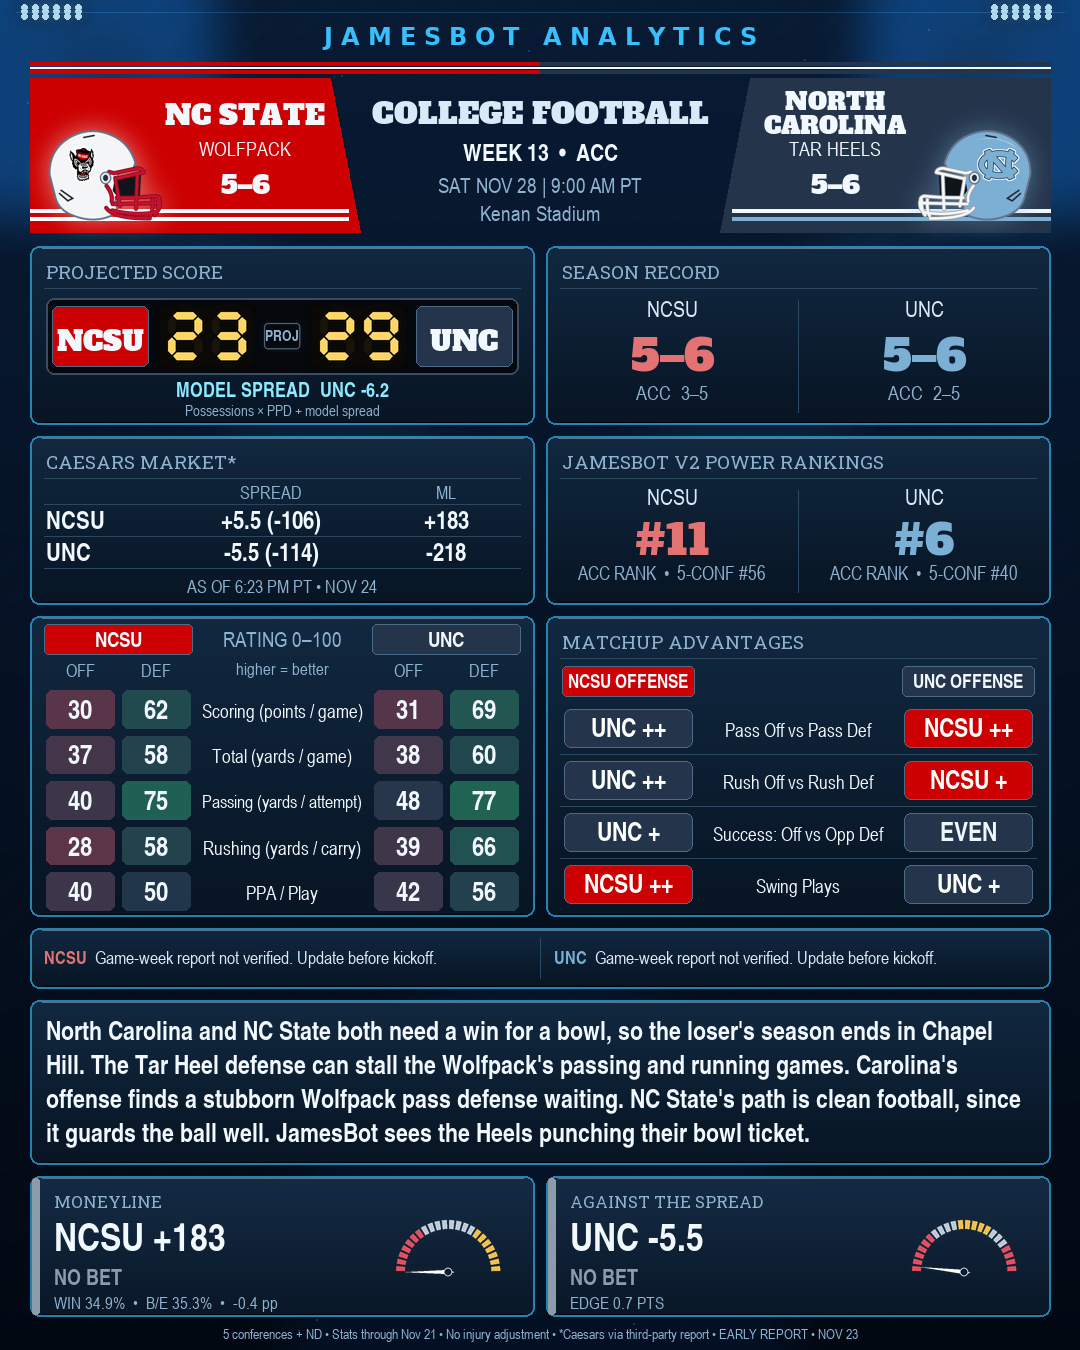 JAMESBOT ANALYTICS
NC STATE
WOLFPACK
5–6
COLLEGE FOOTBALL
WEEK 13 • ACC
SAT NOV 28 | 9:00 AM PT
Kenan Stadium
NORTH
CAROLINA
TAR HEELS
5–6
PROJECTED SCORE
NCSU 23 PROJ 29 UNC
MODEL SPREAD UNC -6.2
Possessions × PPD + model spread
SEASON RECORD
NCSU UNC
5–6 5–6
ACC 3–5 ACC 2–5
CAESARS MARKET*
SPREAD ML
NCSU +5.5 (-106) +183
UNC -5.5 (-114) -218
AS OF 6:23 PM PT • NOV 24
JAMESBOT V2 POWER RANKINGS
NCSU UNC
#11 #6
ACC RANK • 5-CONF #56 ACC RANK • 5-CONF #40
NCSU RATING 0–100 UNC
OFF DEF higher = better OFF DEF
30 62 Scoring (points / game) 31 69
37 58 Total (yards / game) 38 60
40 75 Passing (yards / attempt) 48 77
28 58 Rushing (yards / carry) 39 66
40 50 PPA / Play 42 56
MATCHUP ADVANTAGES
NCSU OFFENSE UNC OFFENSE
UNC ++ Pass Off vs Pass Def NCSU ++
UNC ++ Rush Off vs Rush Def NCSU +
UNC + Success: Off vs Opp Def EVEN
NCSU ++ Swing Plays UNC +
NCSU Game-week report not verified. Update before kickoff.
UNC Game-week report not verified. Update before kickoff.
North Carolina and NC State both need a win for a bowl, so the loser's season ends in Chapel
Hill. The Tar Heel defense can stall the Wolfpack's passing and running games. Carolina's
offense finds a stubborn Wolfpack pass defense waiting. NC State's path is clean football, since
it guards the ball well. JamesBot sees the Heels punching their bowl ticket.
MONEYLINE
NCSU +183
NO BET
WIN 34.9% • B/E 35.3% • -0.4 pp
AGAINST THE SPREAD
UNC -5.5
NO BET
EDGE 0.7 PTS
5 conferences + ND • Stats through Nov 21 • No injury adjustment • *Caesars via third-party report • EARLY REPORT • NOV 23